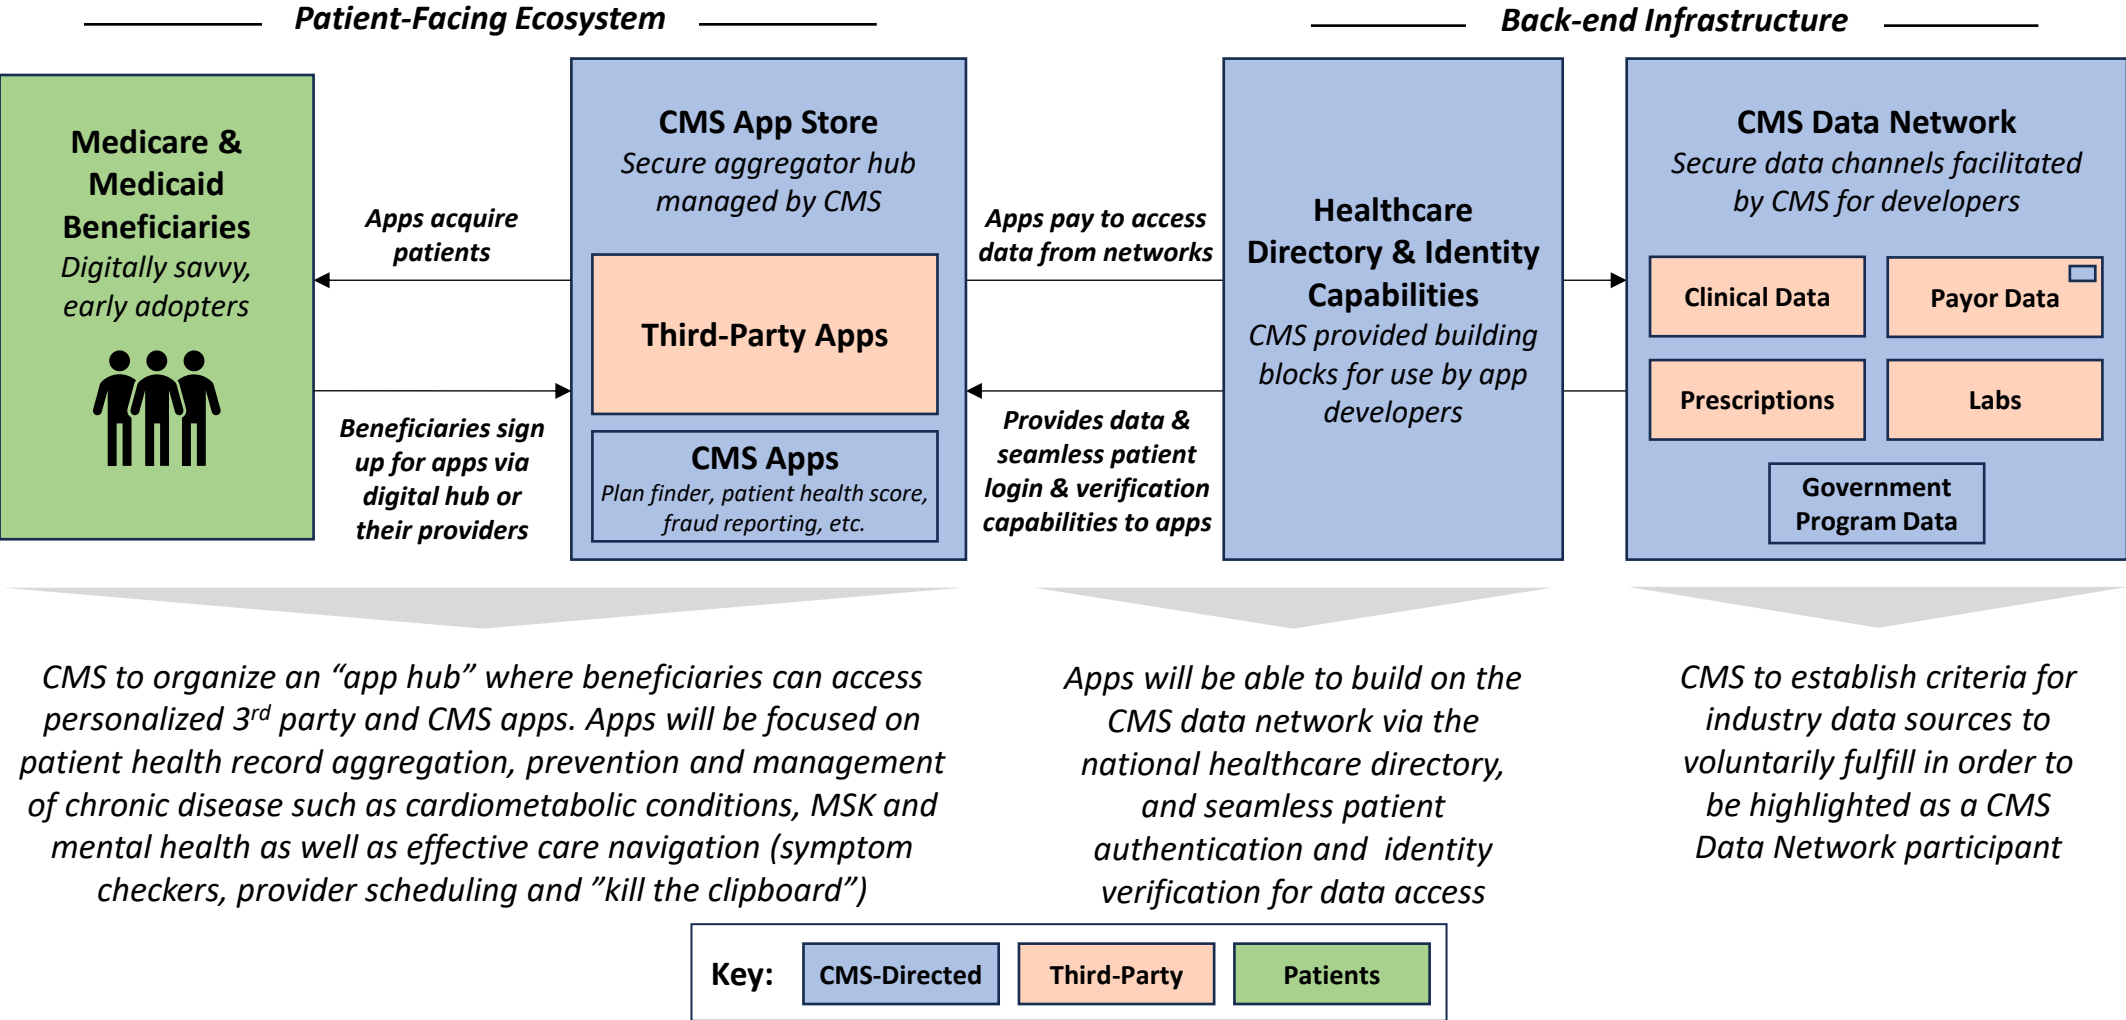 Patient-Facing Ecosystem
Back-end Infrastructure
Medicare &
Medicaid
Beneficiaries
Digitally savvy,
early adopters
Apps acquire
patients
Beneficiaries sign
up for apps via
digital hub or
their providers
CMS App Store
Secure aggregator hub
managed by CMS
Third-Party Apps
CMS Apps
Plan finder, patient health score,
fraud reporting, etc.
Apps pay to access
data from networks
Provides data &
seamless patient
login & verification
capabilities to apps
Healthcare
Directory & Identity
Capabilities
CMS provided building
blocks for use by app
developers
CMS Data Network
Secure data channels facilitated
by CMS for developers
Clinical Data
Payor Data
Prescriptions
Labs
Government
Program Data
CMS to organize an “app hub” where beneficiaries can access
personalized 3rd party and CMS apps. Apps will be focused on
patient health record aggregation, prevention and management
of chronic disease such as cardiometabolic conditions, MSK and
mental health as well as effective care navigation (symptom
checkers, provider scheduling and ”kill the clipboard”)
Apps will be able to build on the
CMS data network via the
national healthcare directory,
and seamless patient
authentication and identity
verification for data access
CMS to establish criteria for
industry data sources to
voluntarily fulfill in order to
be highlighted as a CMS
Data Network participant
Key:
CMS-Directed
Third-Party
Patients